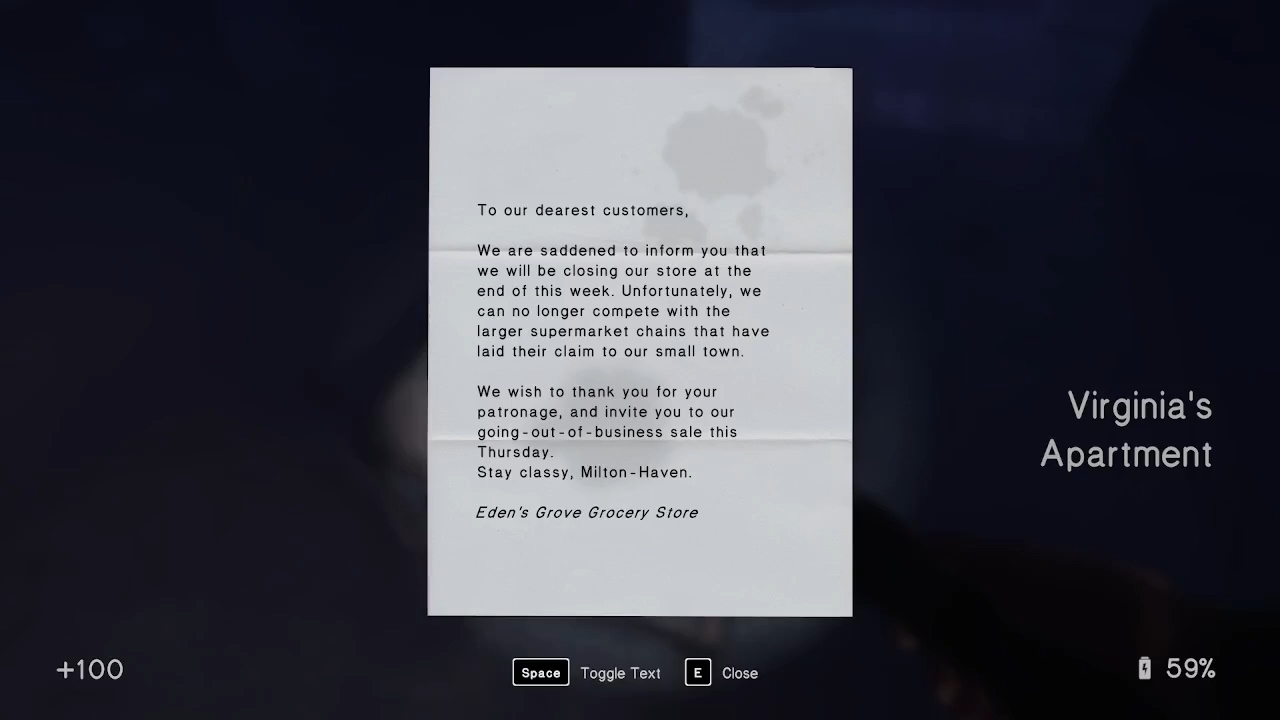 To our dearest customers,
We are saddened to inform you that
we will be closing our store at the
end of this week. Unfortunately, we
can no longer compete with the
larger supermarket chains that have
laid their claim to our small town.
We wish to thank you for your
patronage, and invite you to our
going-out-of-business sale this
Thursday.
Stay classy, Milton-Haven.
Eden's Grove Grocery Store
Virginia's
Apartment
+100
Space Toggle Text E Close
59%